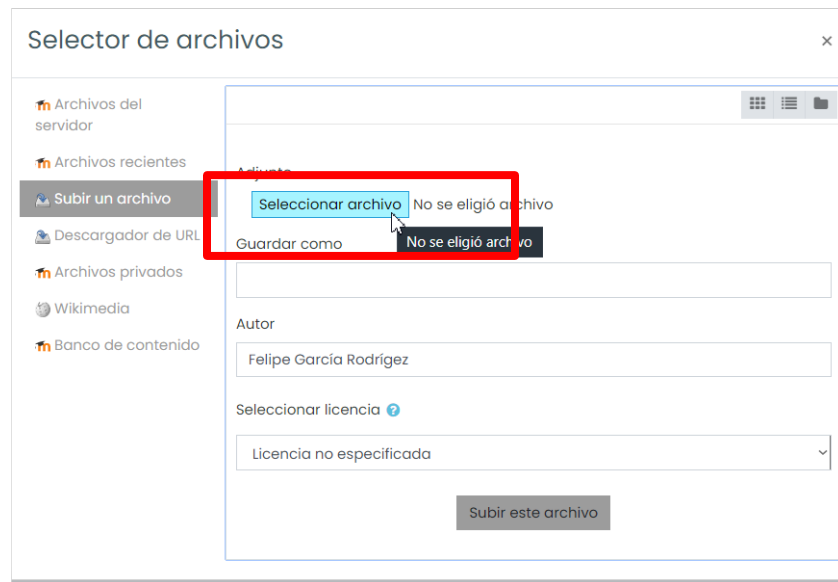 Selector de archivos
×
Archivos del
servidor
Archivos recientes
Subir un archivo
Descargador de URL
Archivos privados
Wikimedia
Banco de contenido
Adjunto
Seleccionar archivo No se eligió archivo
Guardar como
No se eligió archivo
Autor
Felipe García Rodrígez
Seleccionar licencia ?
Licencia no especificada
Subir este archivo